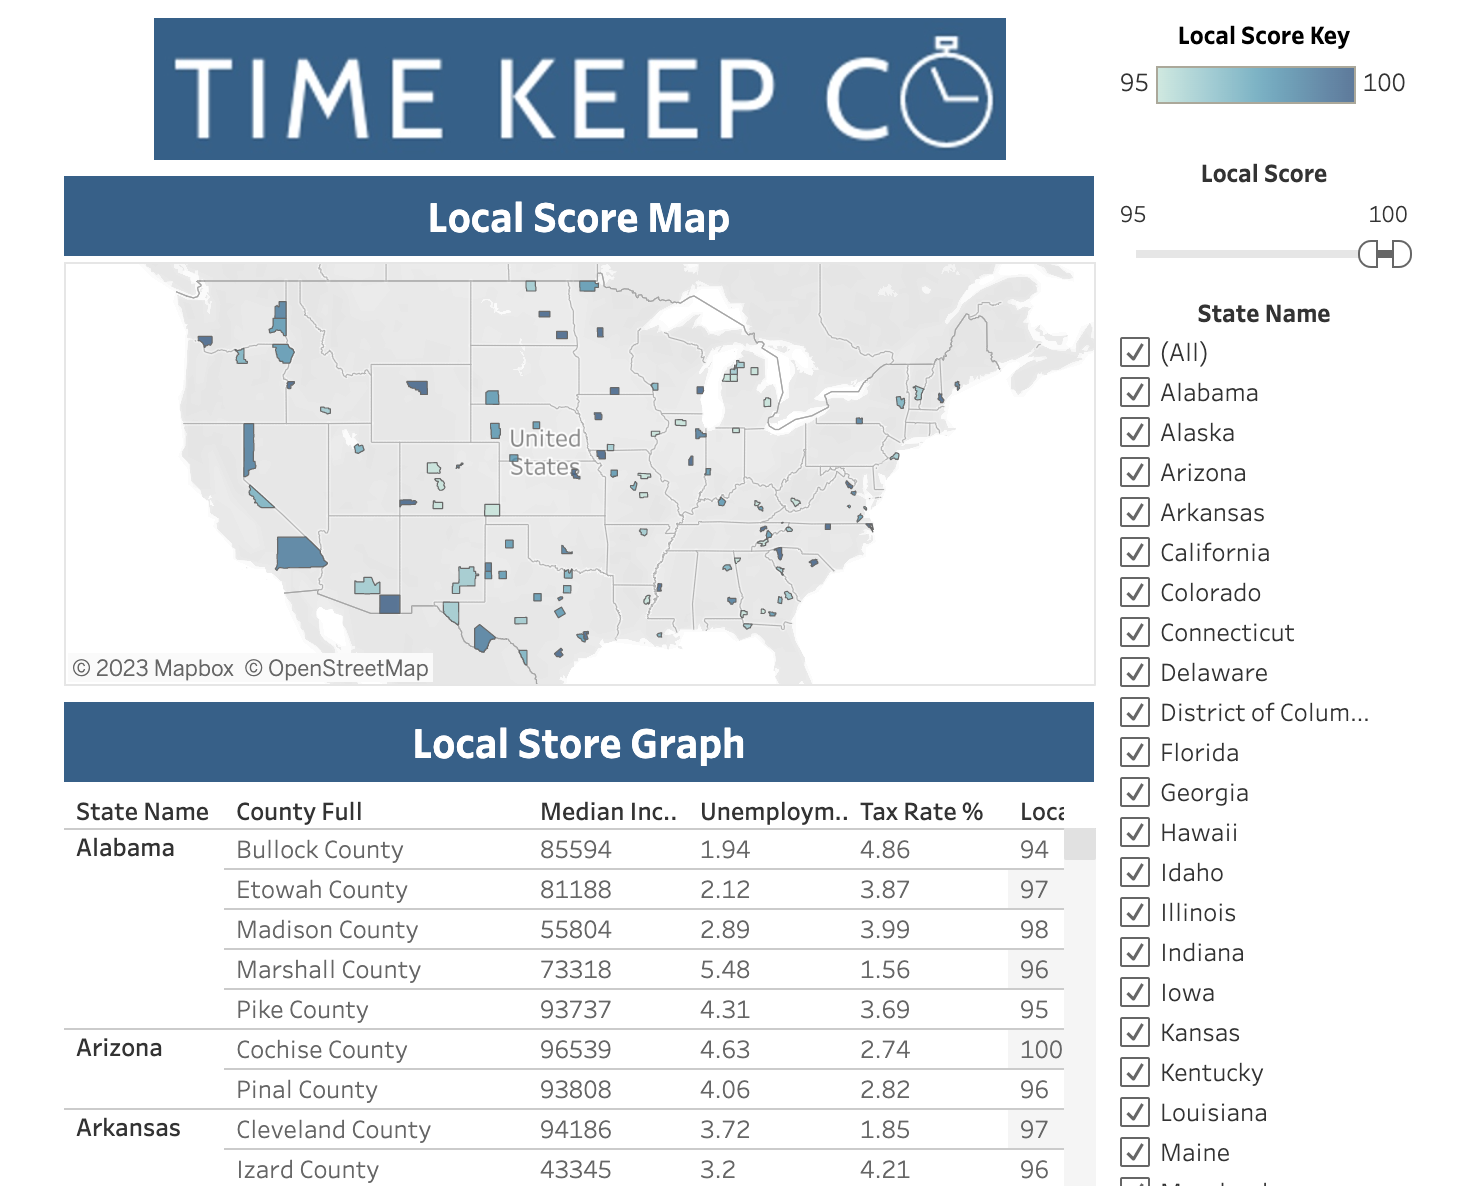 TIME KEEP CO
Local Score Map
United
States
© 2023 Mapbox © OpenStreetMap
Local Store Graph
State Name County Full Median Inc.. Unemploym.. Tax Rate % Loca
Alabama Bullock County 85594 1.94 4.86 94
Etowah County 81188 2.12 3.87 97
Madison County 55804 2.89 3.99 98
Marshall County 73318 5.48 1.56 96
Pike County 93737 4.31 3.69 95
Arizona Cochise County 96539 4.63 2.74 100
Pinal County 93808 4.06 2.82 96
Arkansas Cleveland County 94186 3.72 1.85 97
Izard County 43345 3.2 4.21 96
Local Score Key
95 100
Local Score
95 100
State Name
(All)
Alabama
Alaska
Arizona
Arkansas
California
Colorado
Connecticut
Delaware
District of Colum...
Florida
Georgia
Hawaii
Idaho
Illinois
Indiana
Iowa
Kansas
Kentucky
Louisiana
Maine